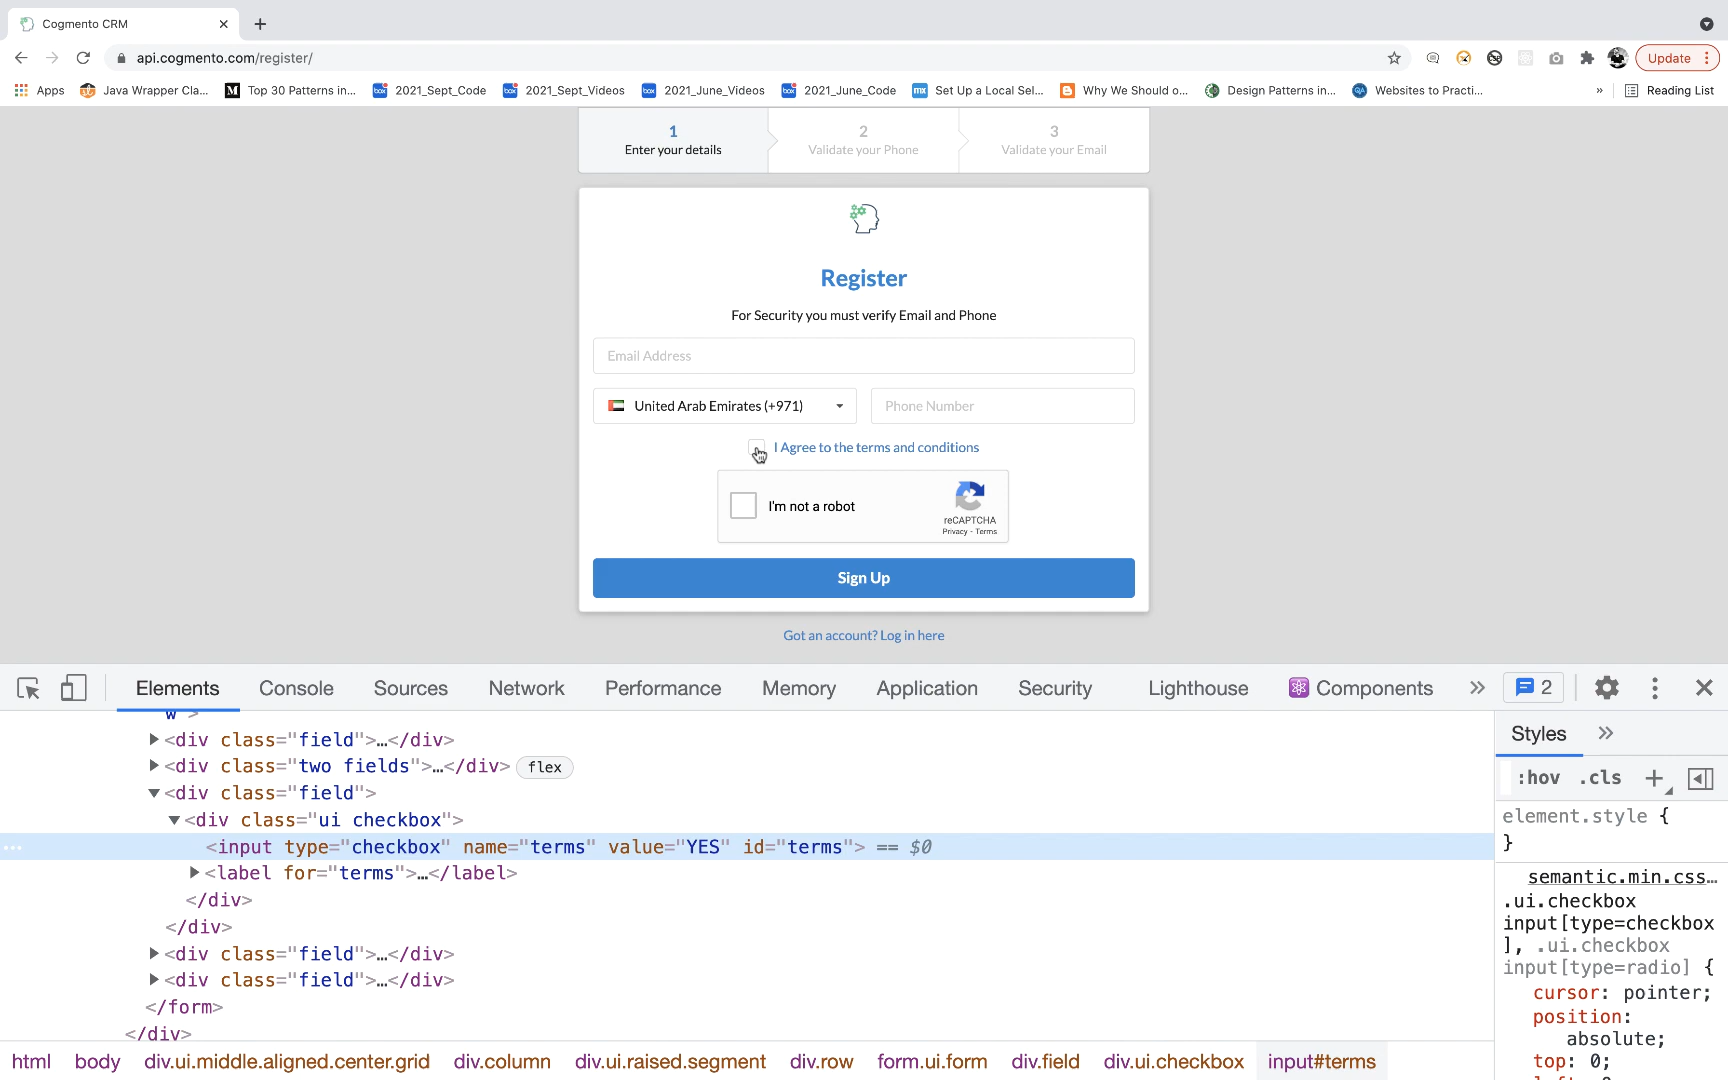 Cogmento CRM
api.cogmento.com/register/
Update
Apps
Java Wrapper Cla...
Top 30 Patterns in...
2021_Sept_Code
2021_Sept_Videos
2021_June_Videos
2021_June_Code
Set Up a Local Sel...
Why We Should o...
Design Patterns in...
Websites to Practi...
»
Reading List
1
Enter your details
2
Validate your Phone
3
Validate your Email
Register
For Security you must verify Email and Phone
Email Address
United Arab Emirates (+971)
Phone Number
I Agree to the terms and conditions
I'm not a robot
reCAPTCHA
Privacy - Terms
Sign Up
Got an account? Log in here
Elements
Console
Sources
Network
Performance
Memory
Application
Security
Lighthouse
Components
»
2
w">
<div class="field">…</div>
<div class="two fields">…</div> flex
<div class="field">
<div class="ui checkbox">
<input type="checkbox" name="terms" value="YES" id="terms"> == $0
<label for="terms">…</label>
</div>
</div>
<div class="field">…</div>
<div class="field">…</div>
</form>
</div>
html body div.ui.middle.aligned.center.grid div.column div.ui.raised.segment div.row form.ui.form div.field div.ui.checkbox input#terms
Styles »
:hov .cls +
element.style {
}
semantic.min.css…
.ui.checkbox
input[type=checkbox
], .ui.checkbox
input[type=radio] {
cursor: pointer;
position:
absolute;
top: 0;